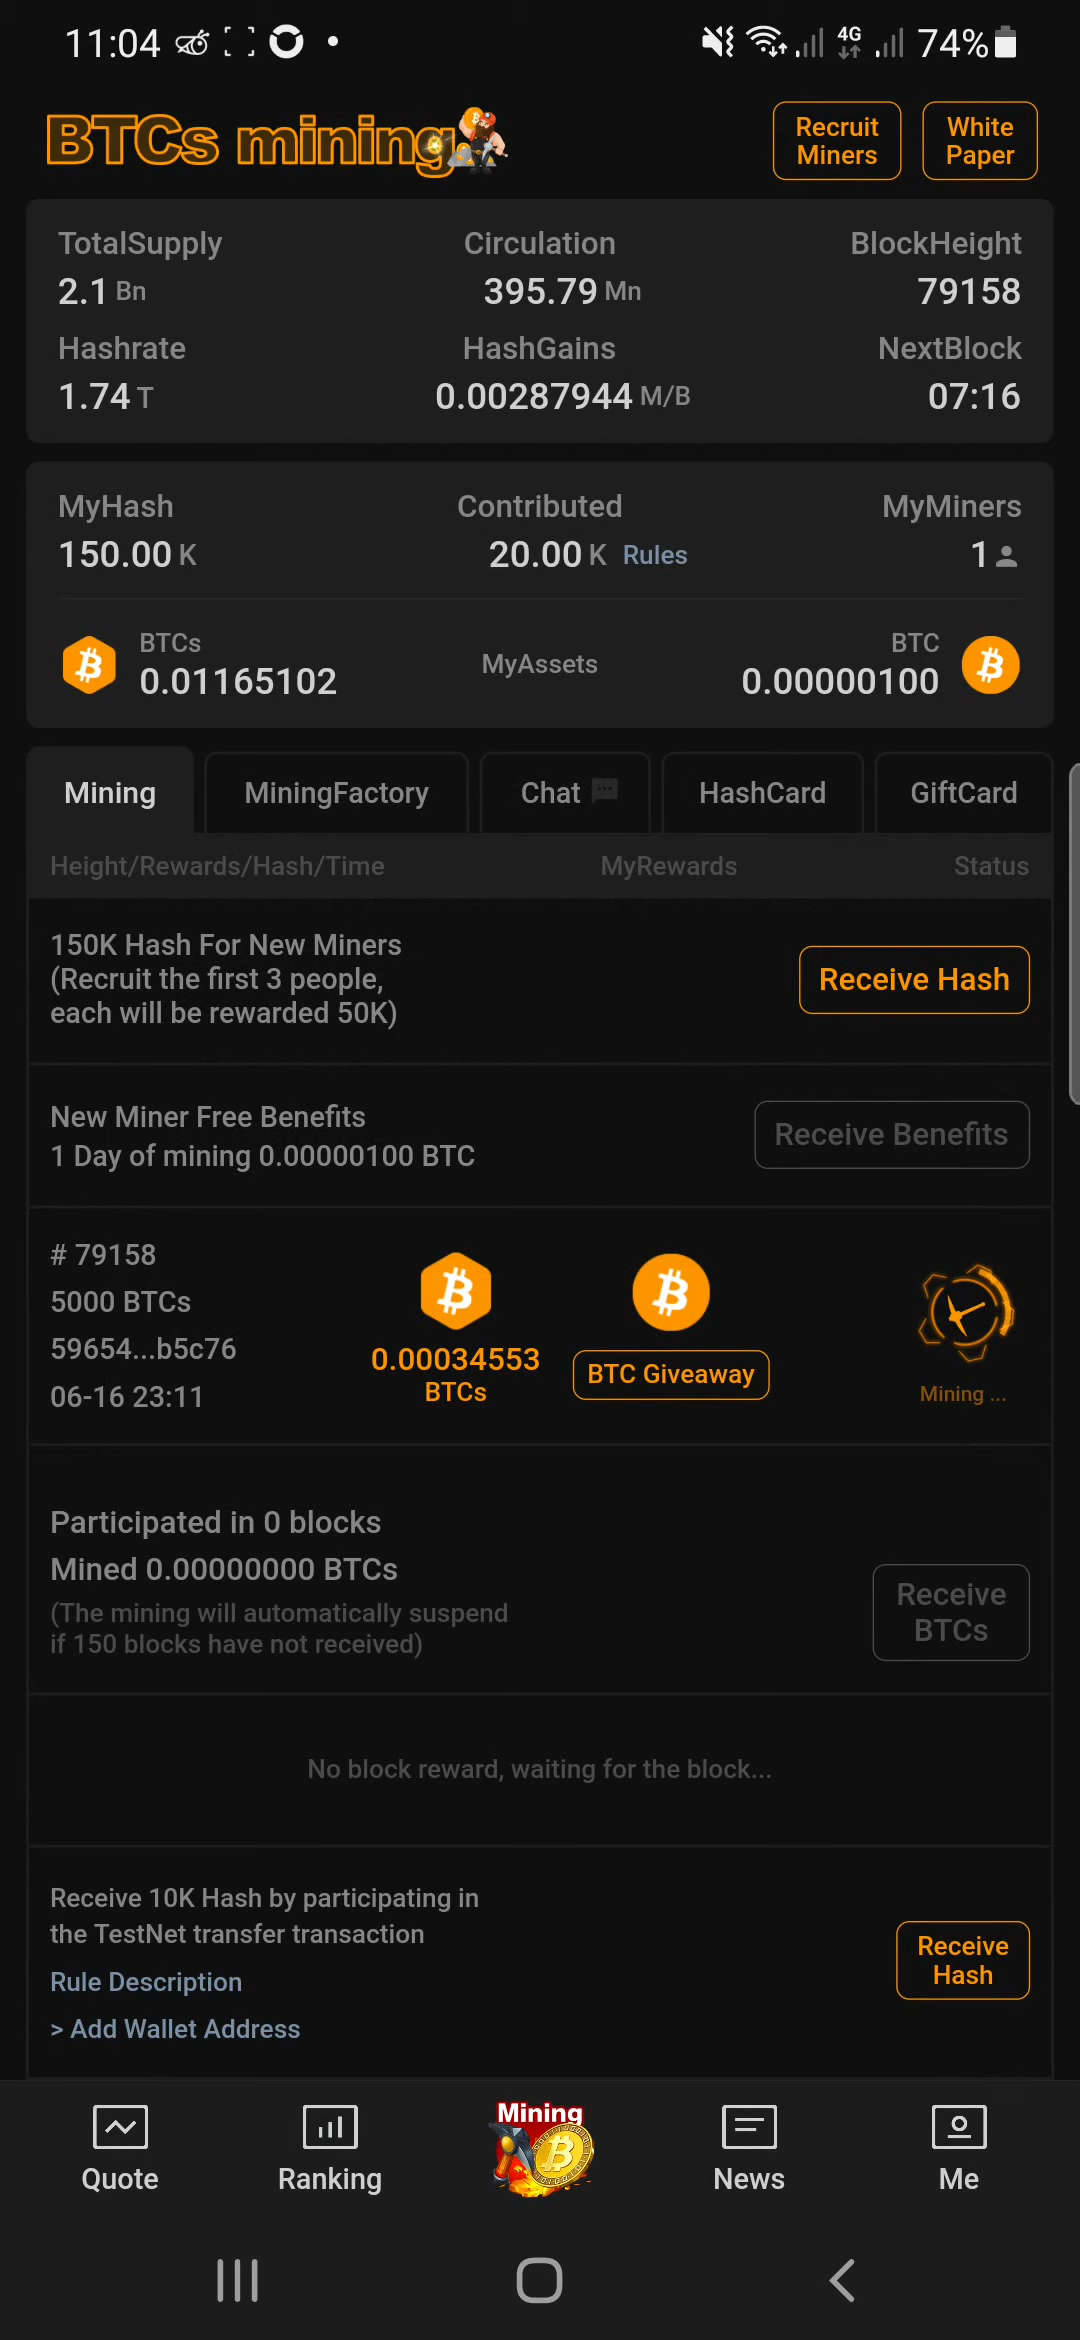 11:04 4G 74%
BTCs mining
Recruit
Miners
White
Paper
TotalSupply Circulation BlockHeight
2.1 Bn 395.79 Mn 79158
Hashrate HashGains NextBlock
1.74 T 0.00287944 M/B 07:16
MyHash Contributed MyMiners
150.00 K 20.00 K Rules 1
BTCs MyAssets BTC
0.01165102 0.00000100
Mining MiningFactory Chat HashCard GiftCard
Height/Rewards/Hash/Time MyRewards Status
150K Hash For New Miners
(Recruit the first 3 people,
each will be rewarded 50K)
Receive Hash
New Miner Free Benefits
1 Day of mining 0.00000100 BTC
Receive Benefits
# 79158
5000 BTCs
59654...b5c76
06-16 23:11
0.00034553
BTCs
BTC Giveaway
Mining ...
Participated in 0 blocks
Mined 0.00000000 BTCs
(The mining will automatically suspend
if 150 blocks have not received)
Receive
BTCs
No block reward, waiting for the block...
Receive 10K Hash by participating in
the TestNet transfer transaction
Rule Description
> Add Wallet Address
Receive
Hash
Mining
Quote Ranking News Me